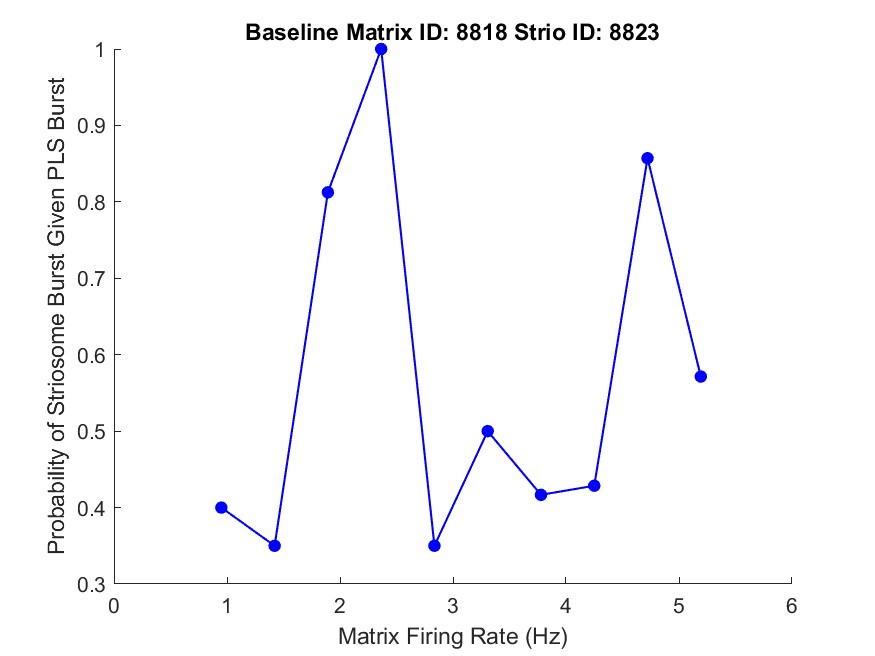 Baseline Matrix ID: 8818 Strio ID: 8823
Probability of Striosome Burst Given PLS Burst
1
0.9
0.8
0.7
0.6
0.5
0.4
0.3
0 1 2 3 4 5 6
Matrix Firing Rate (Hz)